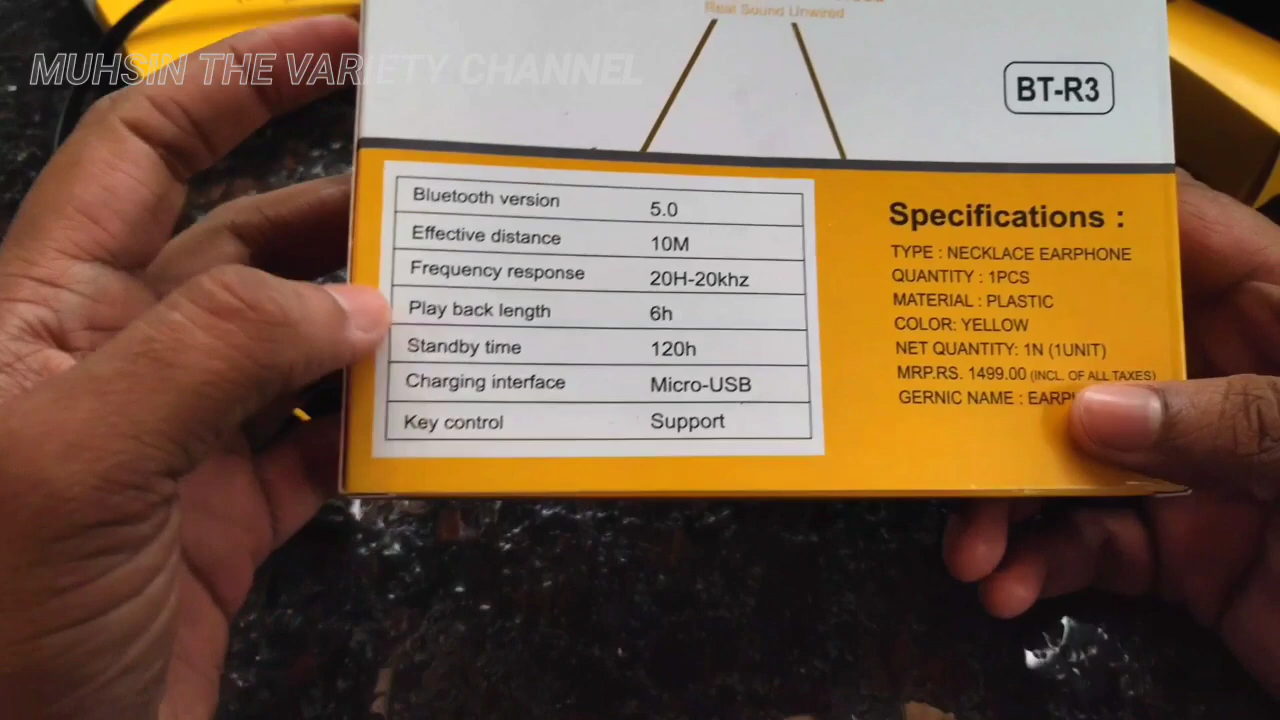 Real Sound Unwired
MUHSIN THE VARIETY CHANNEL
BT-R3
Bluetooth version 5.0
Effective distance 10M
Frequency response 20H-20khz
Play back length 6h
Standby time 120h
Charging interface Micro-USB
Key control Support
Specifications :
TYPE : NECKLACE EARPHONE
QUANTITY : 1PCS
MATERIAL : PLASTIC
COLOR: YELLOW
NET QUANTITY: 1N (1UNIT)
MRP.RS. 1499.00 (INCL. OF ALL TAXES)
GERNIC NAME :